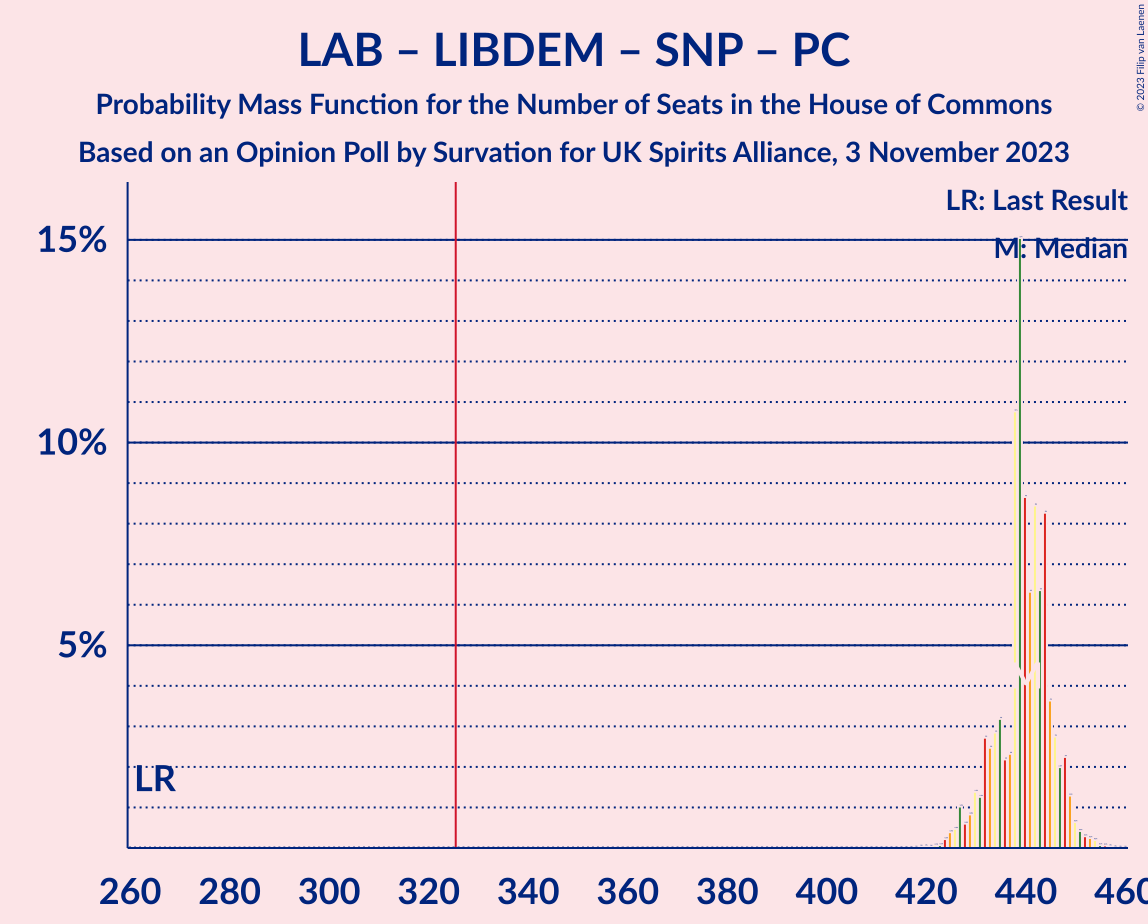 LAB – LIBDEM – SNP – PC
Probability Mass Function for the Number of Seats in the House of Commons
Based on an Opinion Poll by Survation for UK Spirits Alliance, 3 November 2023
© 2023 Filip van Laenen
LR: Last Result
M: Median
15%
10%
5%
LR
260 280 300 320 340 360 380 400 420 440 460